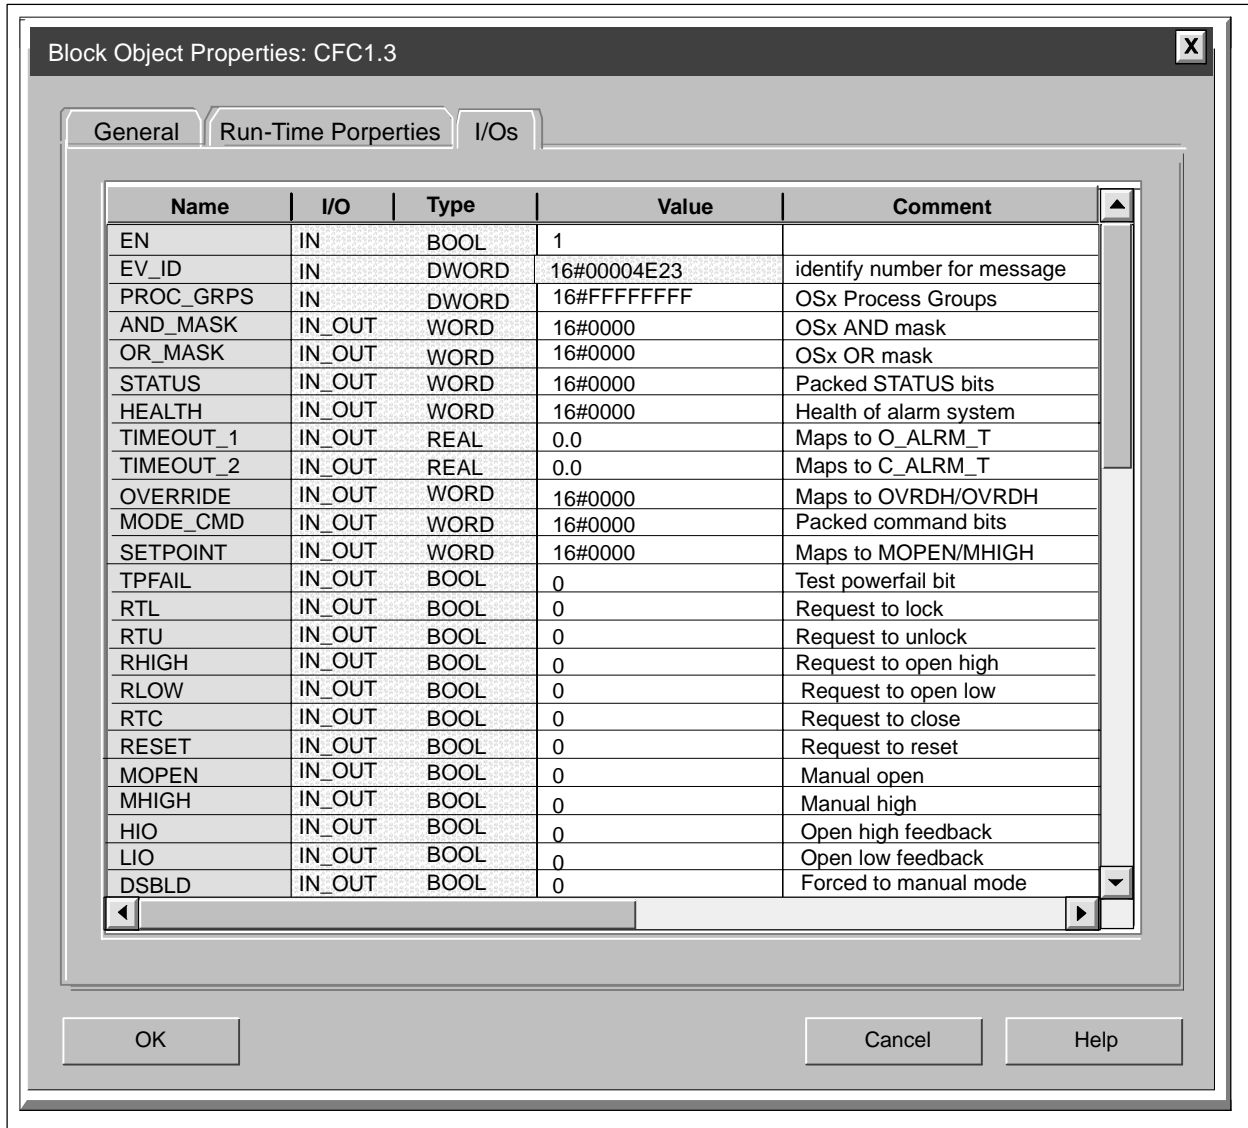 Block Object Properties: CFC1.3
X
General Run-Time Porperties I/Os
Name I/O Type Value Comment
EN IN BOOL 1
EV_ID IN DWORD 16#00004E23 identify number for message
PROC_GRPS IN DWORD 16#FFFFFFFF OSx Process Groups
AND_MASK IN_OUT WORD 16#0000 OSx AND mask
OR_MASK IN_OUT WORD 16#0000 OSx OR mask
STATUS IN_OUT WORD 16#0000 Packed STATUS bits
HEALTH IN_OUT WORD 16#0000 Health of alarm system
TIMEOUT_1 IN_OUT REAL 0.0 Maps to O_ALRM_T
TIMEOUT_2 IN_OUT REAL 0.0 Maps to C_ALRM_T
OVERRIDE IN_OUT WORD 16#0000 Maps to OVRDH/OVRDH
MODE_CMD IN_OUT WORD 16#0000 Packed command bits
SETPOINT IN_OUT WORD 16#0000 Maps to MOPEN/MHIGH
TPFAIL IN_OUT BOOL 0 Test powerfail bit
RTL IN_OUT BOOL 0 Request to lock
RTU IN_OUT BOOL 0 Request to unlock
RHIGH IN_OUT BOOL 0 Request to open high
RLOW IN_OUT BOOL 0 Request to open low
RTC IN_OUT BOOL 0 Request to close
RESET IN_OUT BOOL 0 Request to reset
MOPEN IN_OUT BOOL 0 Manual open
MHIGH IN_OUT BOOL 0 Manual high
HIO IN_OUT BOOL 0 Open high feedback
LIO IN_OUT BOOL 0 Open low feedback
DSBLD IN_OUT BOOL 0 Forced to manual mode
OK Cancel Help